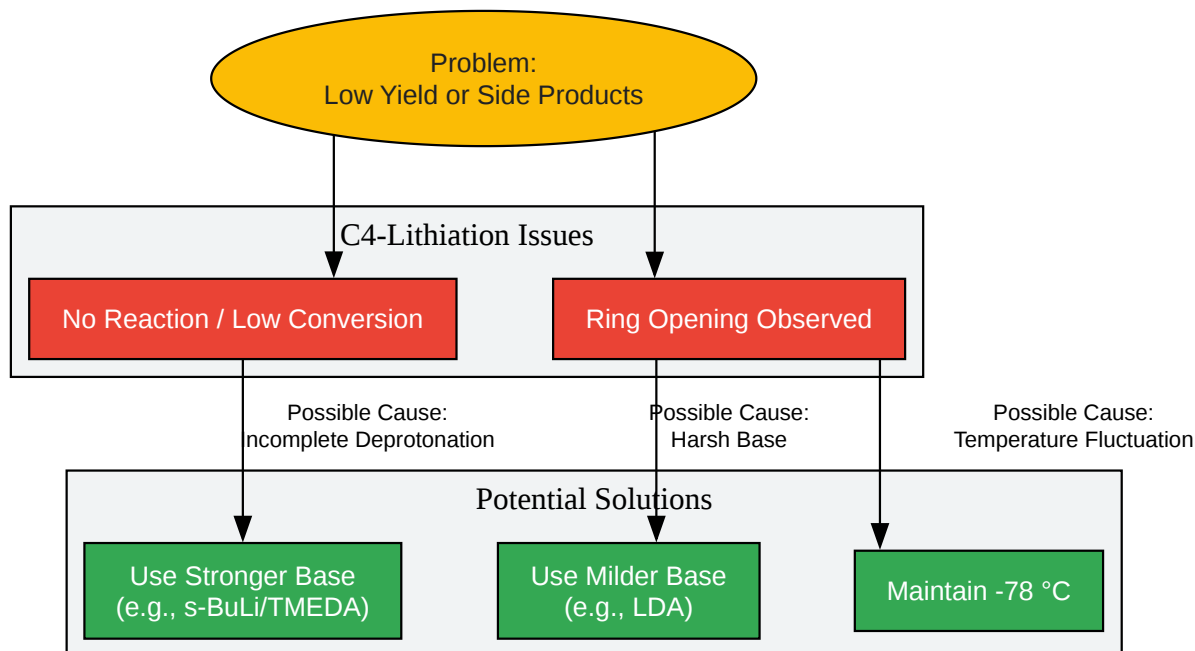 Problem:
Low Yield or Side Products
C4-Lithiation Issues
No Reaction / Low Conversion
Ring Opening Observed
Possible Cause:
Incomplete Deprotonation
Possible Cause:
Harsh Base
Possible Cause:
Temperature Fluctuation
Potential Solutions
Use Stronger Base
(e.g., s-BuLi/TMEDA)
Use Milder Base
(e.g., LDA)
Maintain -78 °C